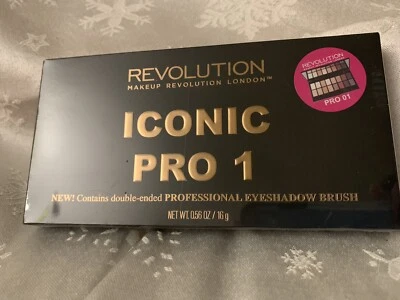 REVOLUTION
MAKEUP REVOLUTION LONDON™
REVOLUTION
PRO 01
ICONIC
PRO 1
NEW! Contains double-ended PROFESSIONAL EYESHADOW BRUSH
NET WT. 0.56 OZ / 16 g